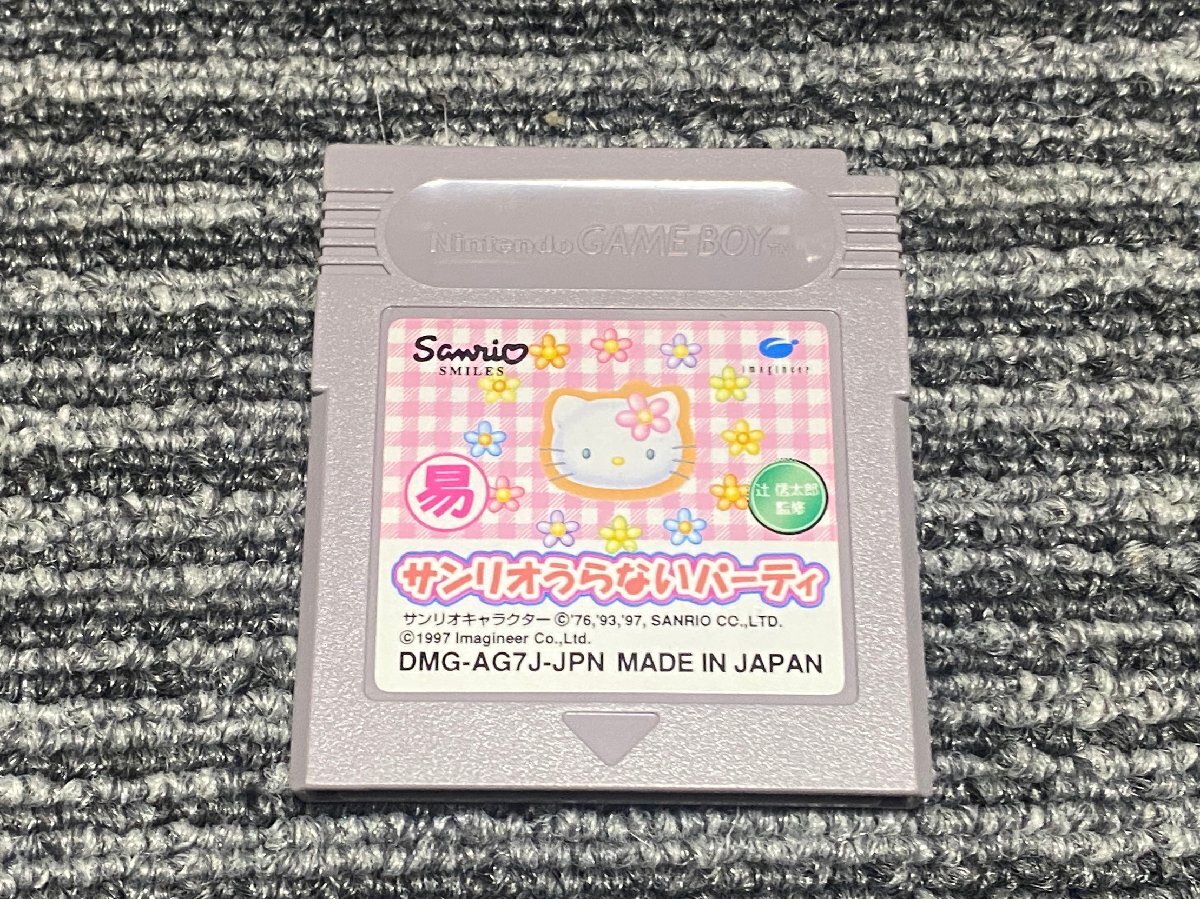 Nintendo GAME BOY TM
Sanrio
SMILES
imagineer
易
辻 信太郎
監修
サンリオうらないパーティ
サンリオキャラクター ©'76,'93,'97, SANRIO CO.,LTD.
©1997 Imagineer Co.,Ltd.
DMG-AG7J-JPN MADE IN JAPAN